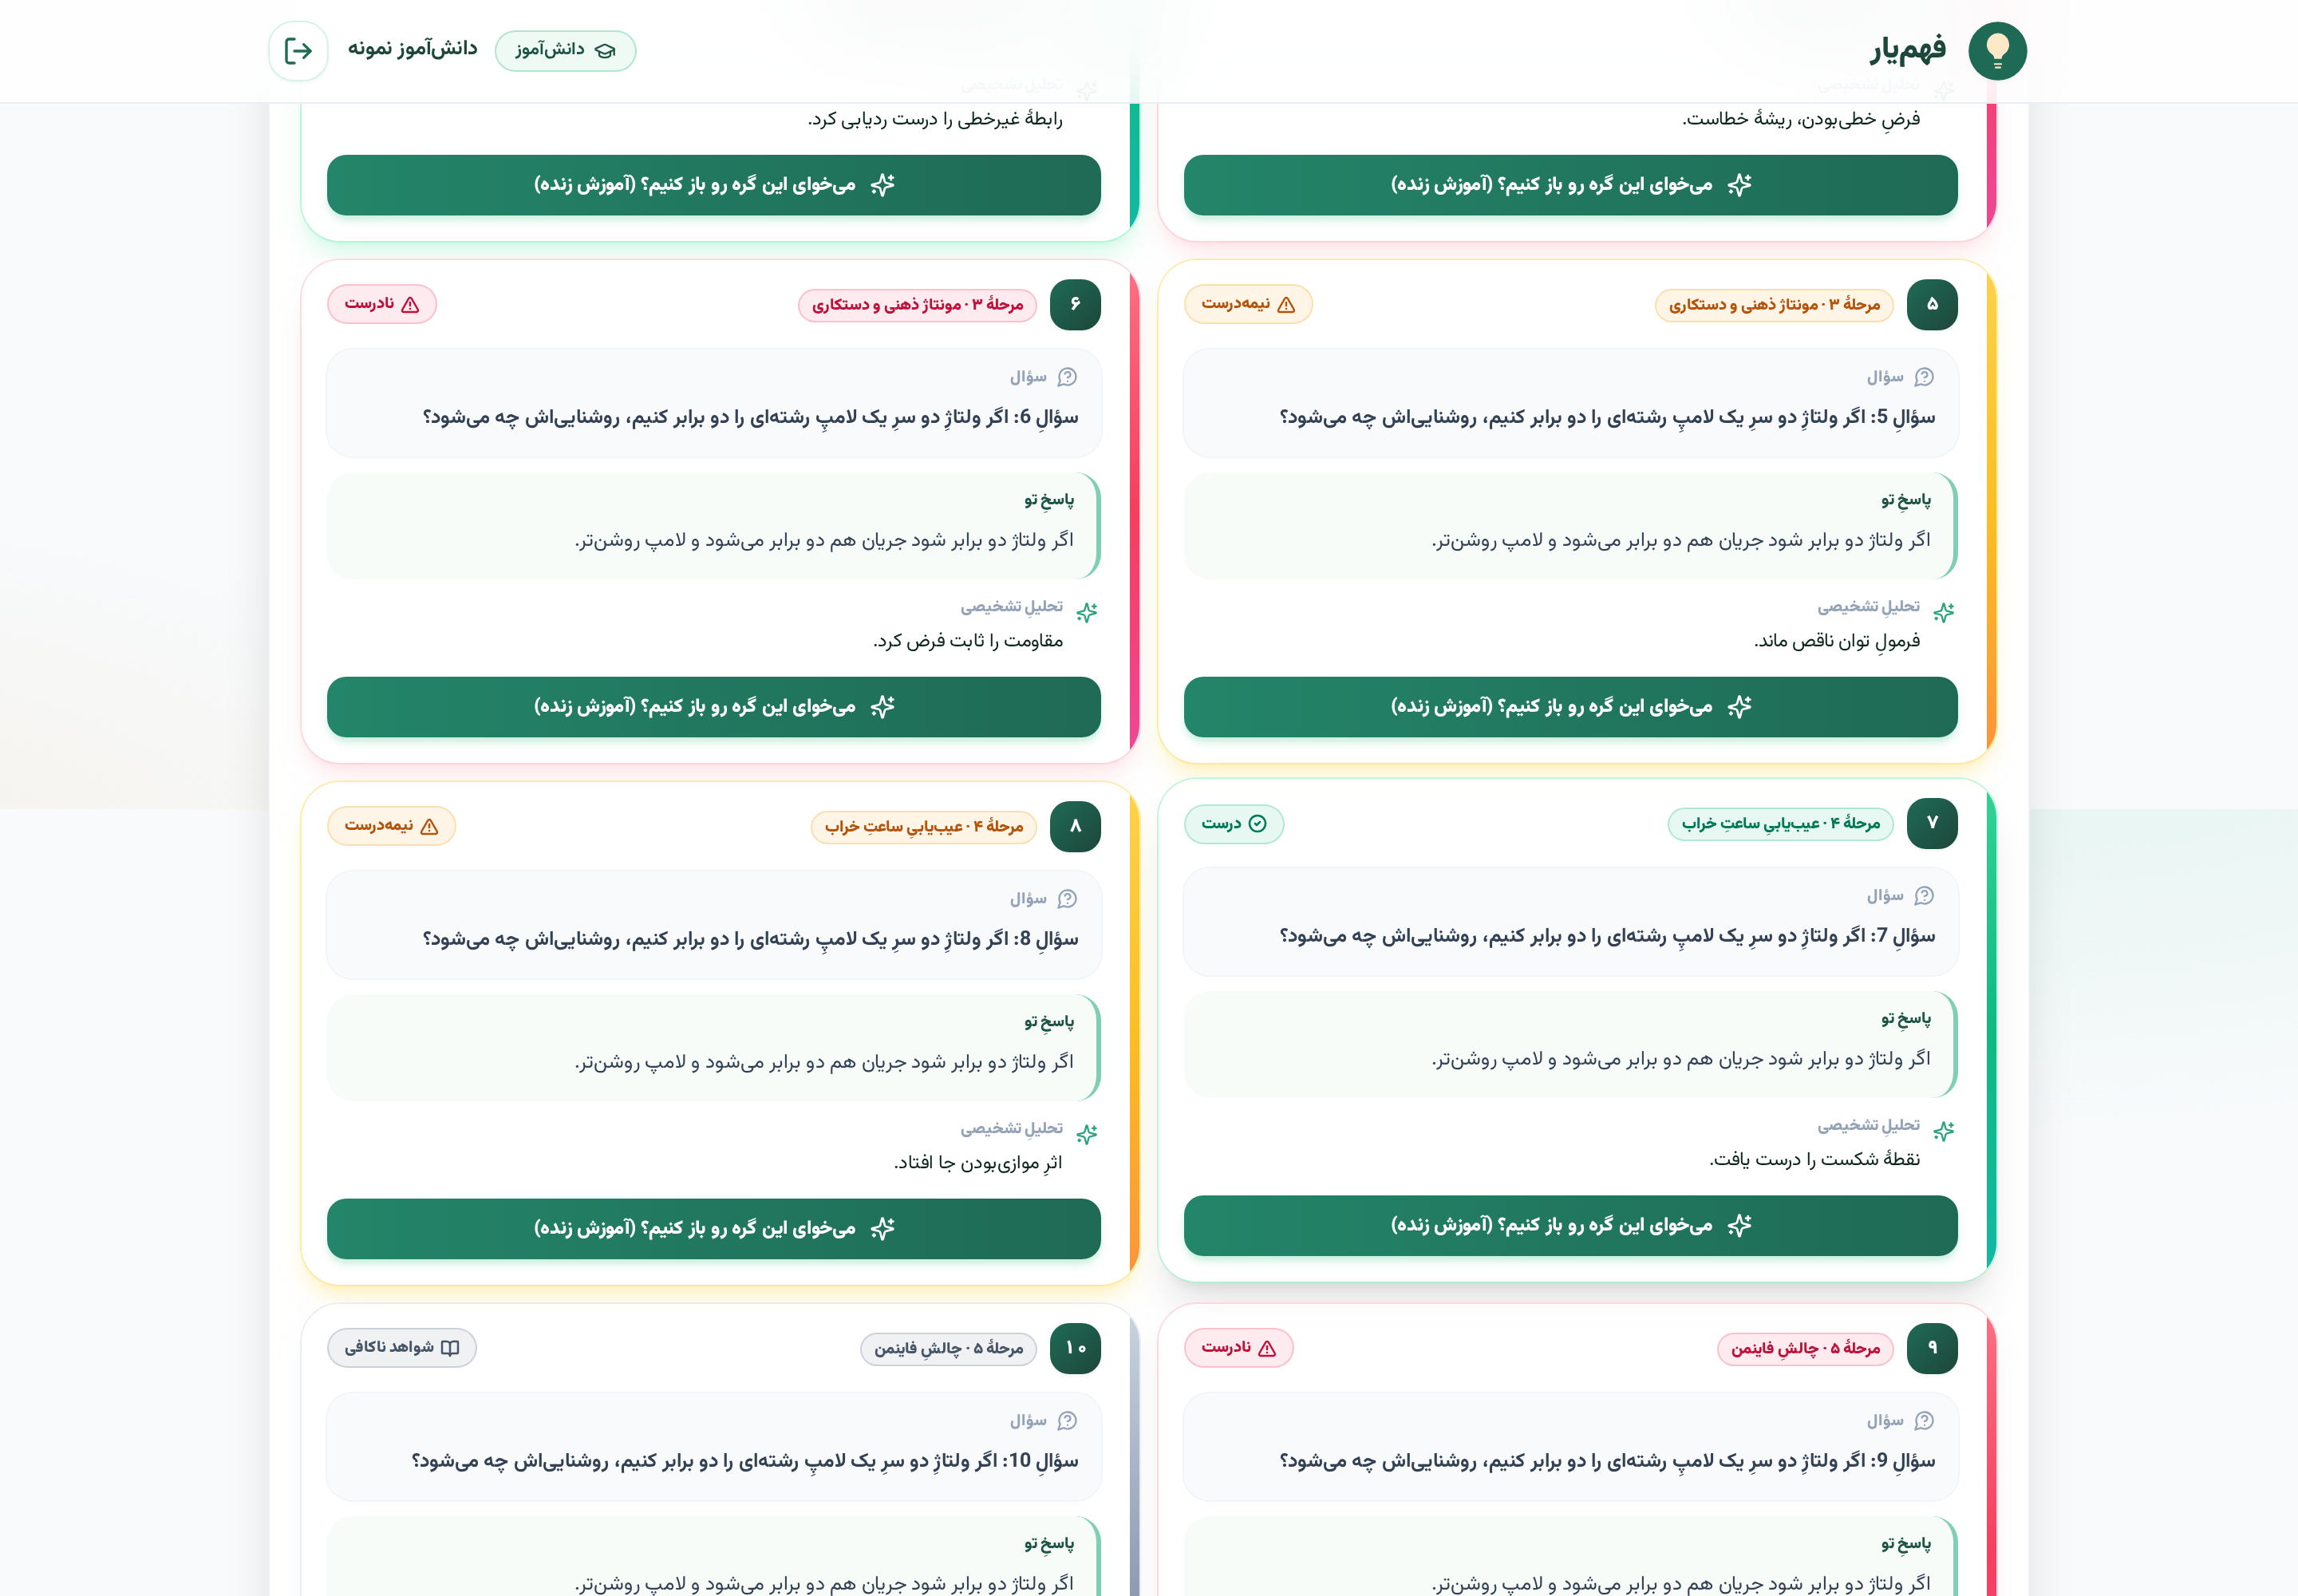 فهم‌یار
دانش‌آموز
دانش‌آموز نمونه
تحلیلِ تشخیصی
فرضِ خطی‌بودن، ریشهٔ خطاست.
می‌خوای این گره رو باز کنیم؟ (آموزش زنده)
تحلیلِ تشخیصی
رابطهٔ غیرخطی را درست ردیابی کرد.
می‌خوای این گره رو باز کنیم؟ (آموزش زنده)
۵
مرحلهٔ ۳ · مونتاژ ذهنی و دستکاری
نیمه‌درست
سؤال
سؤالِ 5: اگر ولتاژِ دو سرِ یک لامپِ رشته‌ای را دو برابر کنیم، روشنایی‌اش چه می‌شود؟
پاسخِ تو
اگر ولتاژ دو برابر شود جریان هم دو برابر می‌شود و لامپ روشن‌تر.
تحلیلِ تشخیصی
فرمولِ توان ناقص ماند.
می‌خوای این گره رو باز کنیم؟ (آموزش زنده)
۶
مرحلهٔ ۳ · مونتاژ ذهنی و دستکاری
نادرست
سؤال
سؤالِ 6: اگر ولتاژِ دو سرِ یک لامپِ رشته‌ای را دو برابر کنیم، روشنایی‌اش چه می‌شود؟
پاسخِ تو
اگر ولتاژ دو برابر شود جریان هم دو برابر می‌شود و لامپ روشن‌تر.
تحلیلِ تشخیصی
مقاومت را ثابت فرض کرد.
می‌خوای این گره رو باز کنیم؟ (آموزش زنده)
۷
مرحلهٔ ۴ · عیب‌یابیِ ساعتِ خراب
درست
سؤال
سؤالِ 7: اگر ولتاژِ دو سرِ یک لامپِ رشته‌ای را دو برابر کنیم، روشنایی‌اش چه می‌شود؟
پاسخِ تو
اگر ولتاژ دو برابر شود جریان هم دو برابر می‌شود و لامپ روشن‌تر.
تحلیلِ تشخیصی
نقطهٔ شکست را درست یافت.
می‌خوای این گره رو باز کنیم؟ (آموزش زنده)
۸
مرحلهٔ ۴ · عیب‌یابیِ ساعتِ خراب
نیمه‌درست
سؤال
سؤالِ 8: اگر ولتاژِ دو سرِ یک لامپِ رشته‌ای را دو برابر کنیم، روشنایی‌اش چه می‌شود؟
پاسخِ تو
اگر ولتاژ دو برابر شود جریان هم دو برابر می‌شود و لامپ روشن‌تر.
تحلیلِ تشخیصی
اثرِ موازی‌بودن جا افتاد.
می‌خوای این گره رو باز کنیم؟ (آموزش زنده)
۹
مرحلهٔ ۵ · چالشِ فاینمن
نادرست
سؤال
سؤالِ 9: اگر ولتاژِ دو سرِ یک لامپِ رشته‌ای را دو برابر کنیم، روشنایی‌اش چه می‌شود؟
پاسخِ تو
اگر ولتاژ دو برابر شود جریان هم دو برابر می‌شود و لامپ روشن‌تر.
۱۰
مرحلهٔ ۵ · چالشِ فاینمن
شواهد ناکافی
سؤال
سؤالِ 10: اگر ولتاژِ دو سرِ یک لامپِ رشته‌ای را دو برابر کنیم، روشنایی‌اش چه می‌شود؟
پاسخِ تو
اگر ولتاژ دو برابر شود جریان هم دو برابر می‌شود و لامپ روشن‌تر.